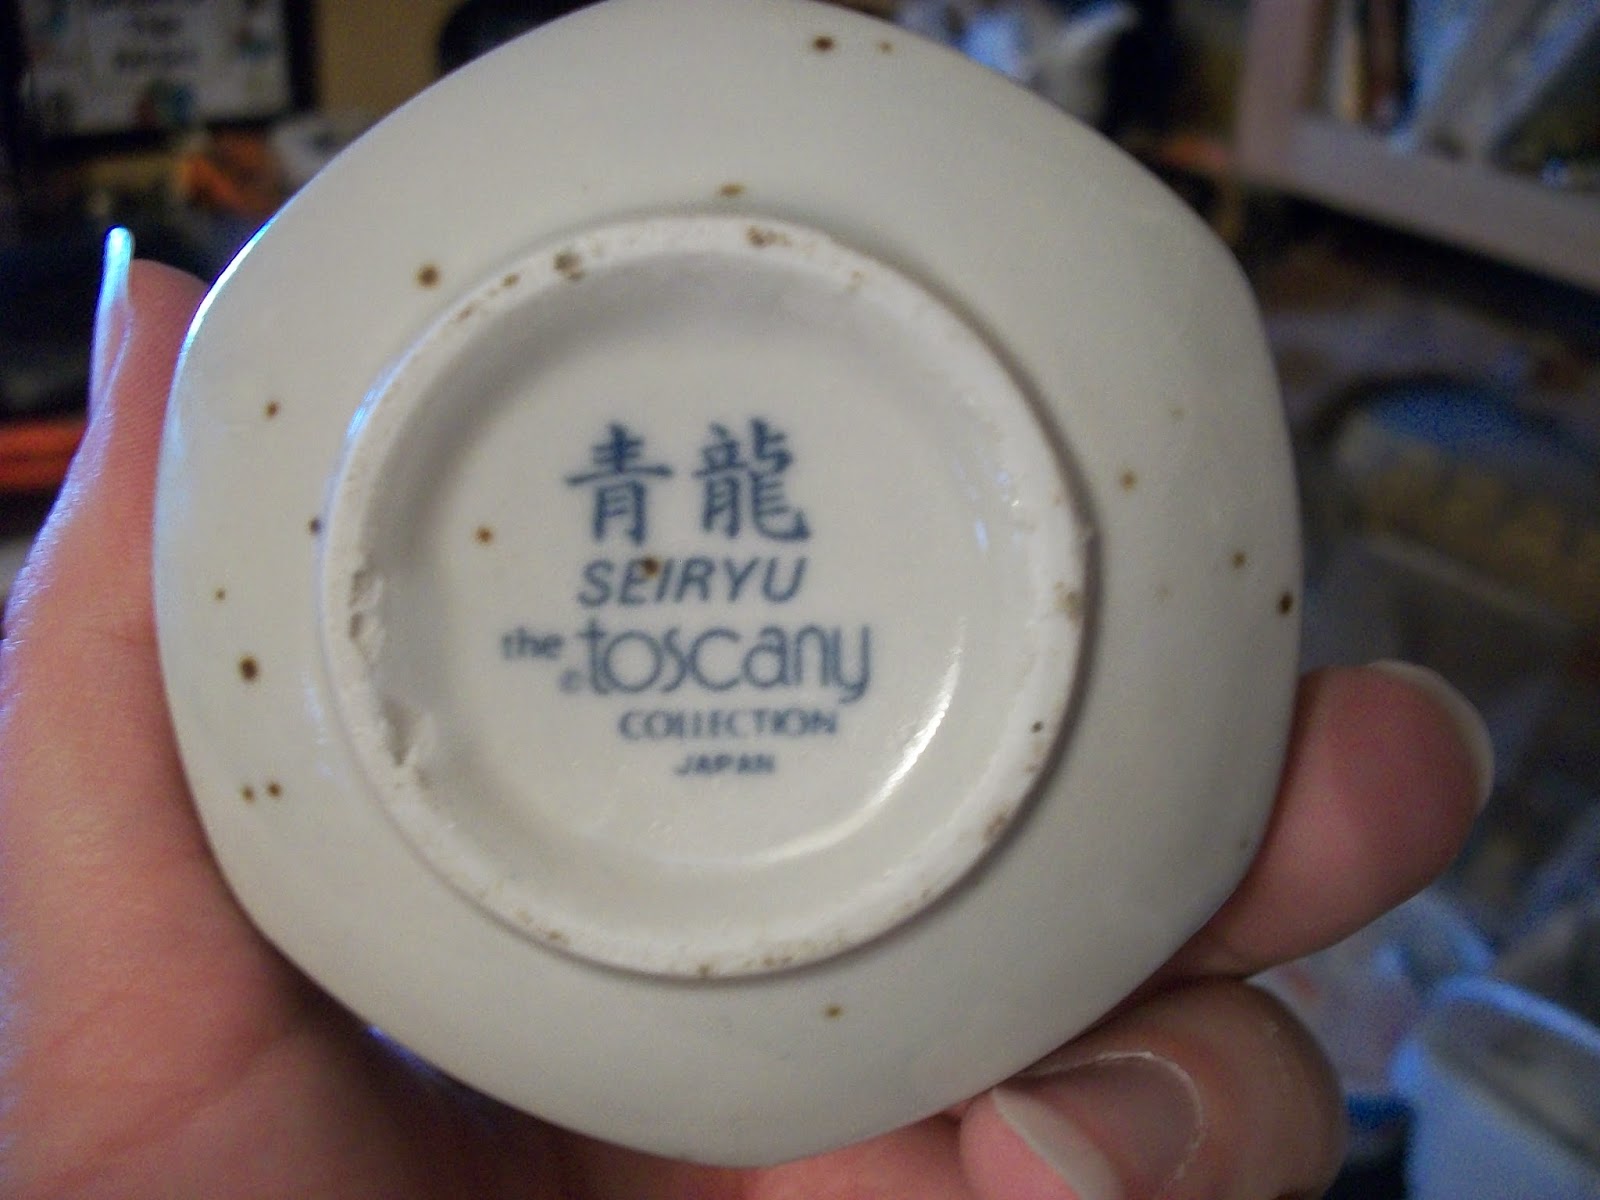 青龍
SEIRYU
the toscany
©
COLLECTION
JAPAN